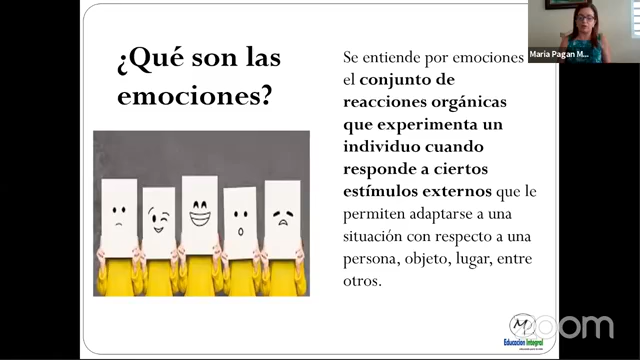 ¿Qué son las
emociones?
Se entiende por emociones
el conjunto de
reacciones orgánicas
que experimenta un
individuo cuando
responde a ciertos
estímulos externos que le
permiten adaptarse a una
situación con respecto a una
persona, objeto, lugar, entre
otros.
Maria Pagan M...
zoom
Educacion Integral